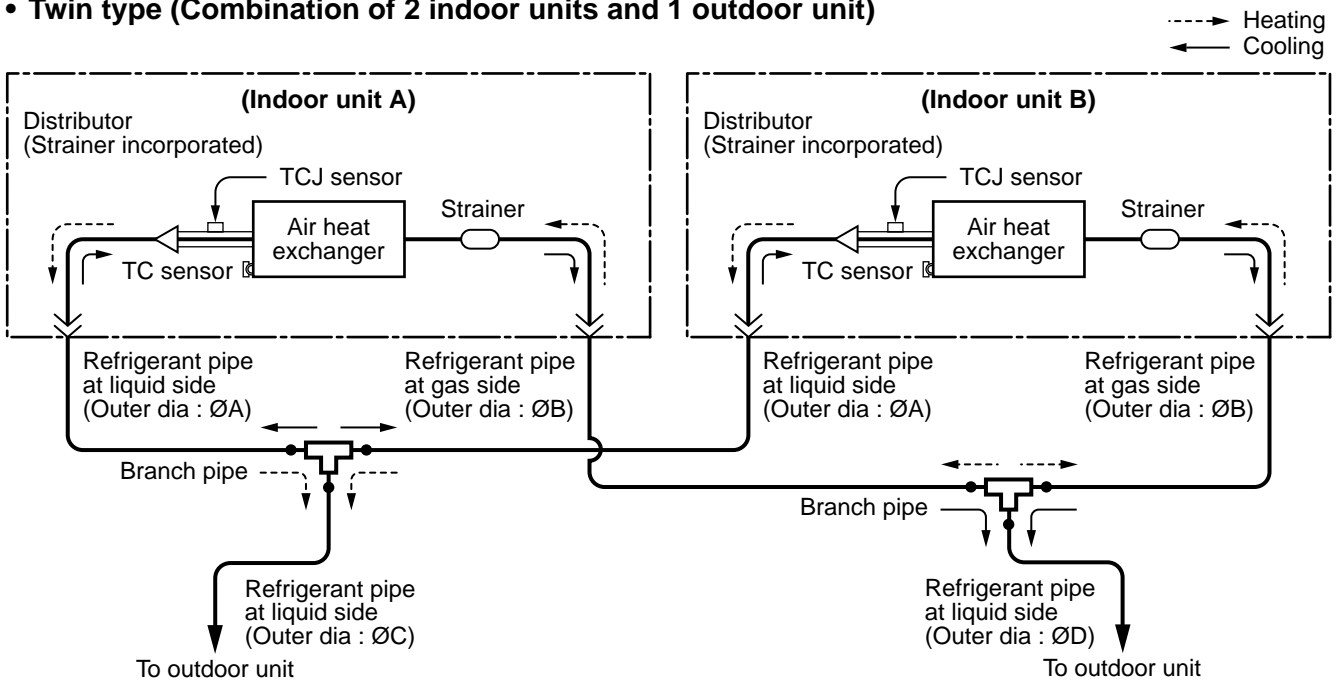 • Twin type (Combination of 2 indoor units and 1 outdoor unit)
Heating
Cooling
(Indoor unit A)
Distributor
(Strainer incorporated)
TCJ sensor
Strainer
Air heat
exchanger
TC sensor
(Indoor unit B)
Distributor
(Strainer incorporated)
TCJ sensor
Strainer
Air heat
exchanger
TC sensor
Refrigerant pipe
at liquid side
(Outer dia : ØA)
Refrigerant pipe
at gas side
(Outer dia : ØB)
Refrigerant pipe
at liquid side
(Outer dia : ØA)
Refrigerant pipe
at gas side
(Outer dia : ØB)
Branch pipe
Branch pipe
Refrigerant pipe
at liquid side
(Outer dia : ØC)
To outdoor unit
Refrigerant pipe
at liquid side
(Outer dia : ØD)
To outdoor unit